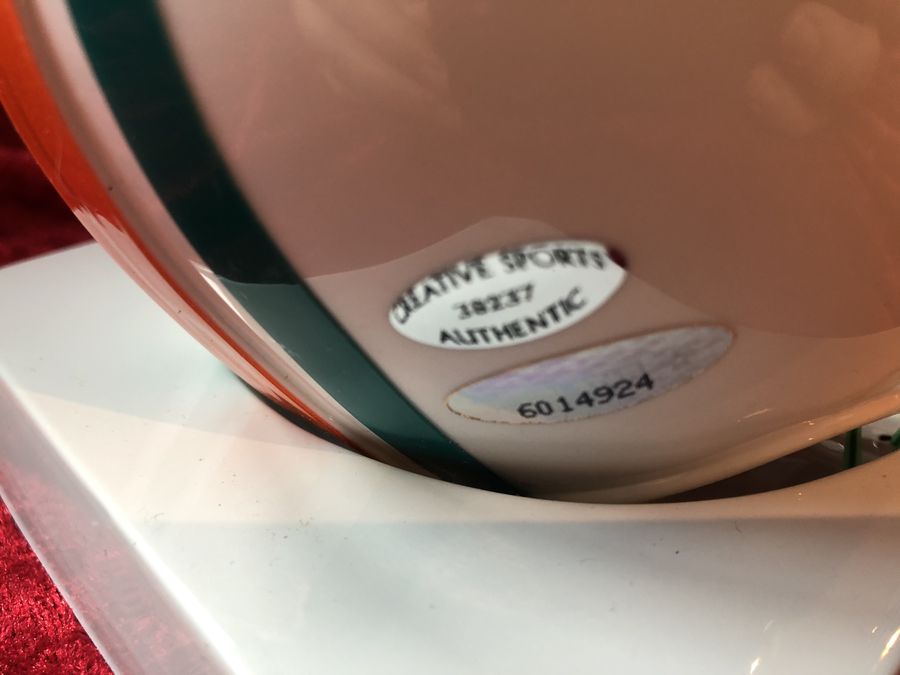 CREATIVE SPORTS
38237
AUTHENTIC
6014924